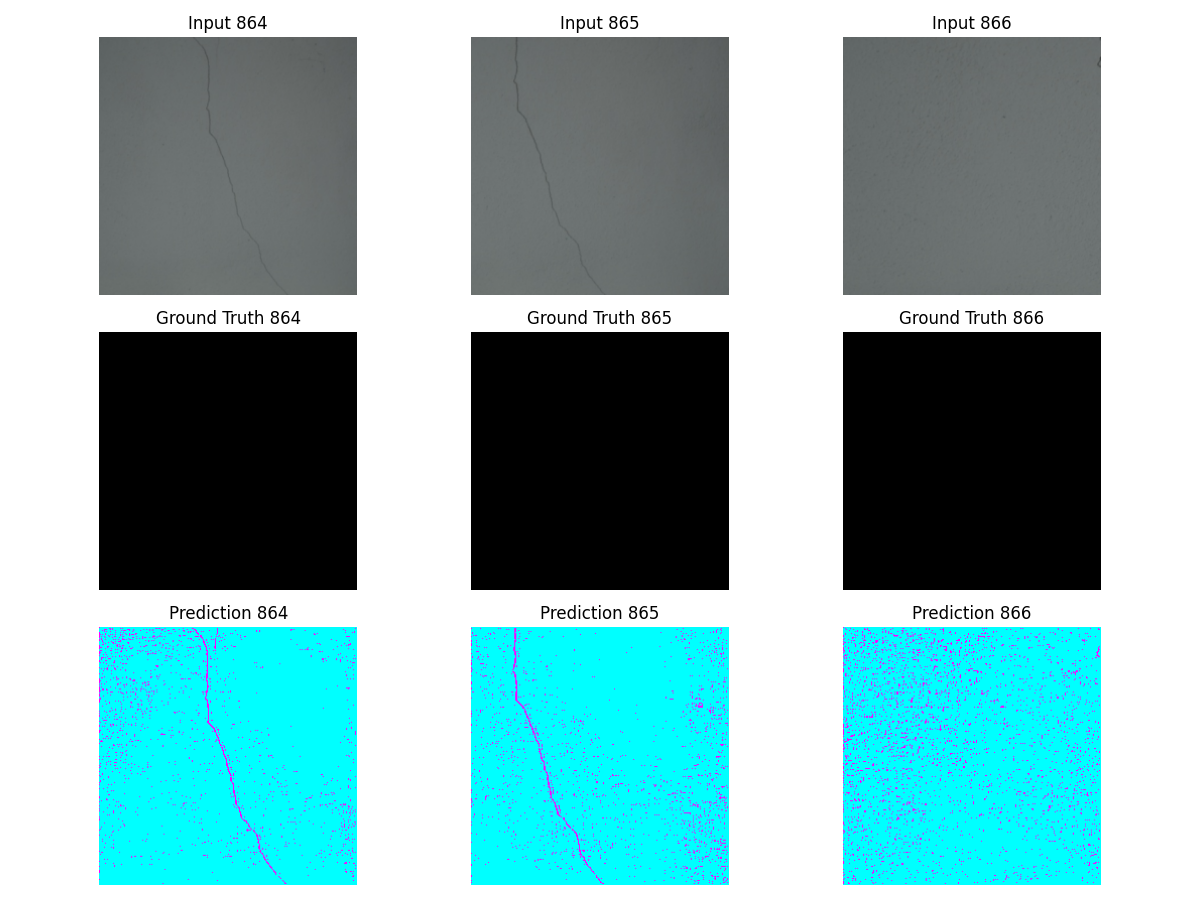 Input 864
Input 865
Input 866
Ground Truth 864
Ground Truth 865
Ground Truth 866
Prediction 864
Prediction 865
Prediction 866